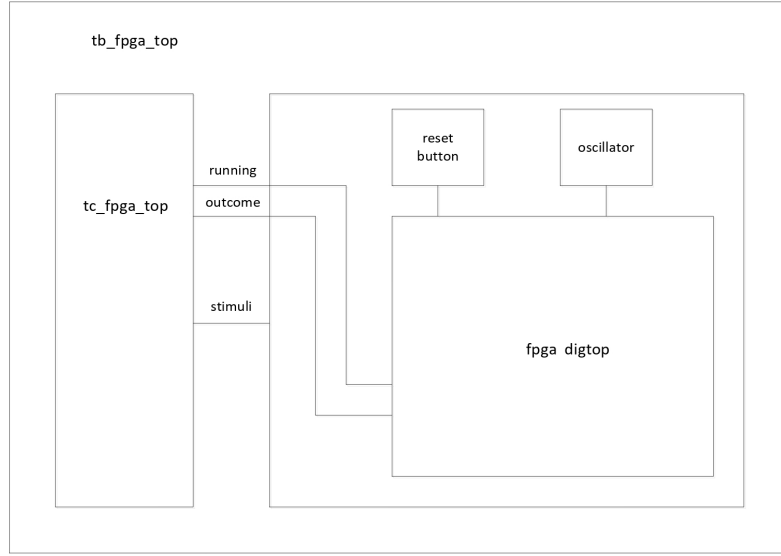 tb_fpga_top
reset
button
oscillator
running
tc_fpga_top
outcome
stimuli
fpga digtop